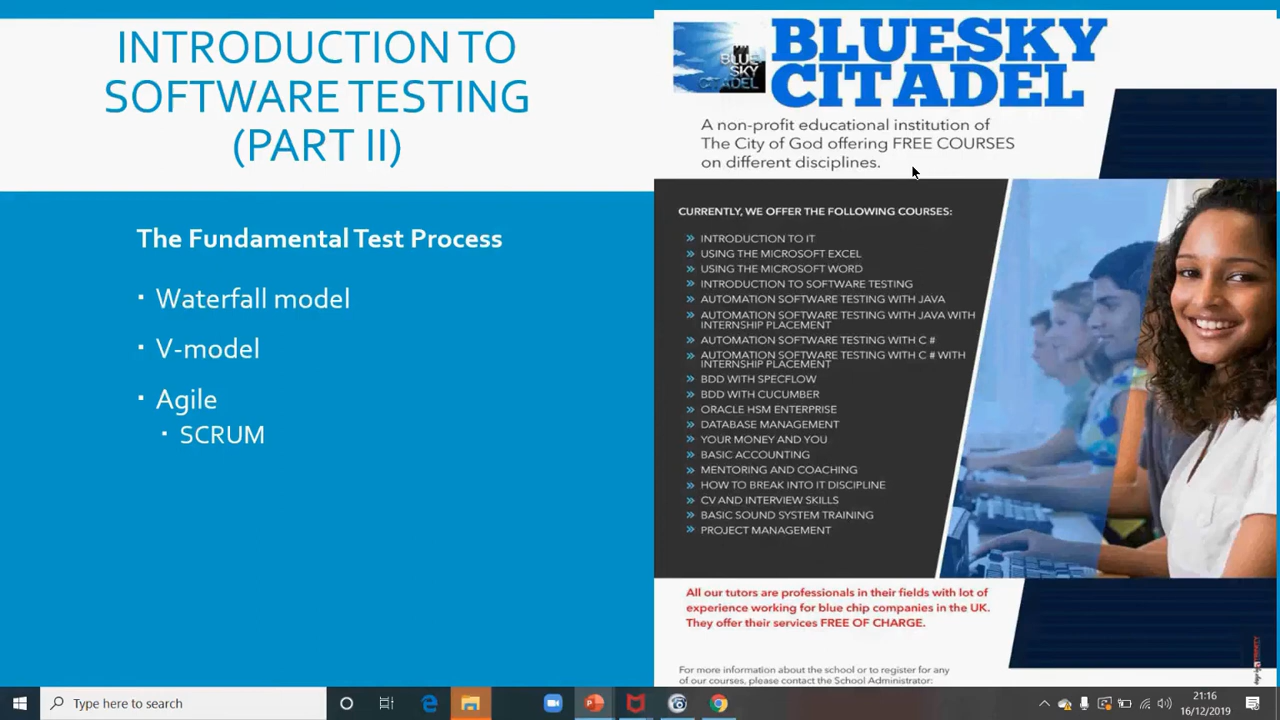 INTRODUCTION TO
SOFTWARE TESTING
(PART II)
The Fundamental Test Process
▪ Waterfall model
▪ V-model
▪ Agile
▪ SCRUM
BLUE
SKY
CITADEL
BLUESKY
CITADEL
A non-profit educational institution of
The City of God offering FREE COURSES
on different disciplines.
CURRENTLY, WE OFFER THE FOLLOWING COURSES:
» INTRODUCTION TO IT
» USING THE MICROSOFT EXCEL
» USING THE MICROSOFT WORD
» INTRODUCTION TO SOFTWARE TESTING
» AUTOMATION SOFTWARE TESTING WITH JAVA
» AUTOMATION SOFTWARE TESTING WITH JAVA WITH
INTERNSHIP PLACEMENT
» AUTOMATION SOFTWARE TESTING WITH C #
» AUTOMATION SOFTWARE TESTING WITH C # WITH
INTERNSHIP PLACEMENT
» BDD WITH SPECFLOW
» BDD WITH CUCUMBER
» ORACLE HSM ENTERPRISE
» DATABASE MANAGEMENT
» YOUR MONEY AND YOU
» BASIC ACCOUNTING
» MENTORING AND COACHING
» HOW TO BREAK INTO IT DISCIPLINE
» CV AND INTERVIEW SKILLS
» BASIC SOUND SYSTEM TRAINING
» PROJECT MANAGEMENT
All our tutors are professionals in their fields with lot of
experience working for blue chip companies in the UK.
They offer their services FREE OF CHARGE.
For more information about the school or to register for any
of our courses, please contact the School Administrator:
Type here to search
21:16
16/12/2019